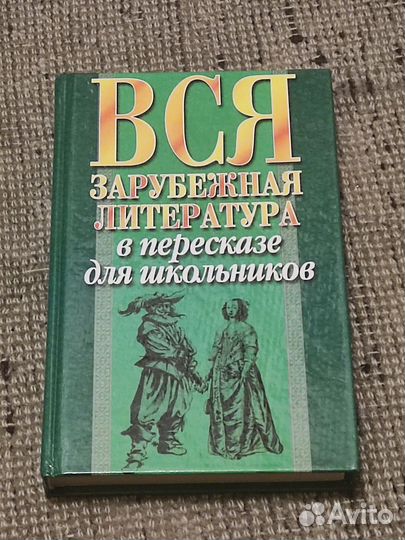 ВСЯ
ЗАРУБЕЖНАЯ
ЛИТЕРАТУРА
в пересказе
для школьников
Avito